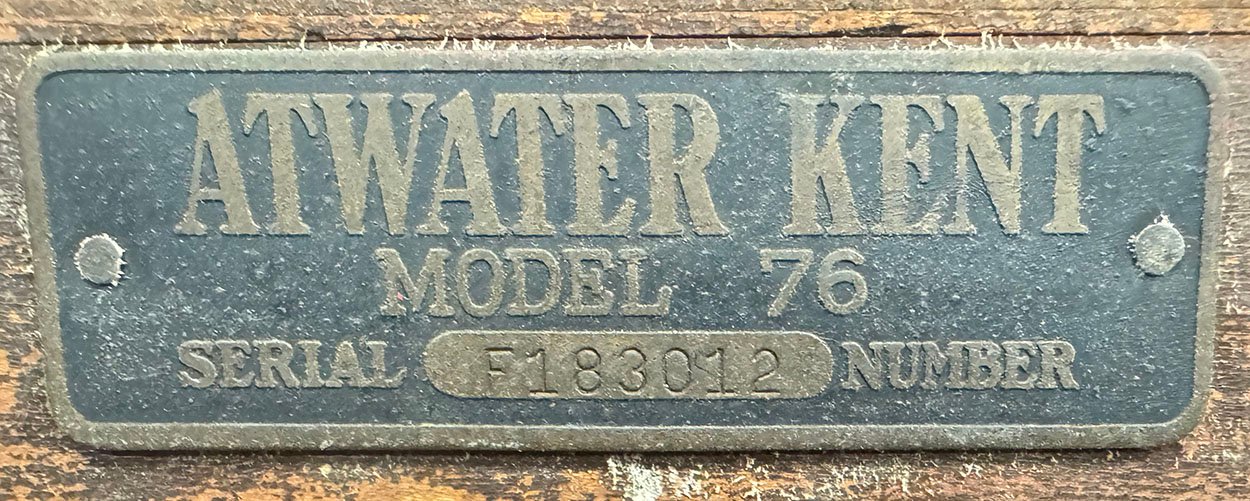 ATWATER KENT
MODEL 76
SERIAL F183012 NUMBER